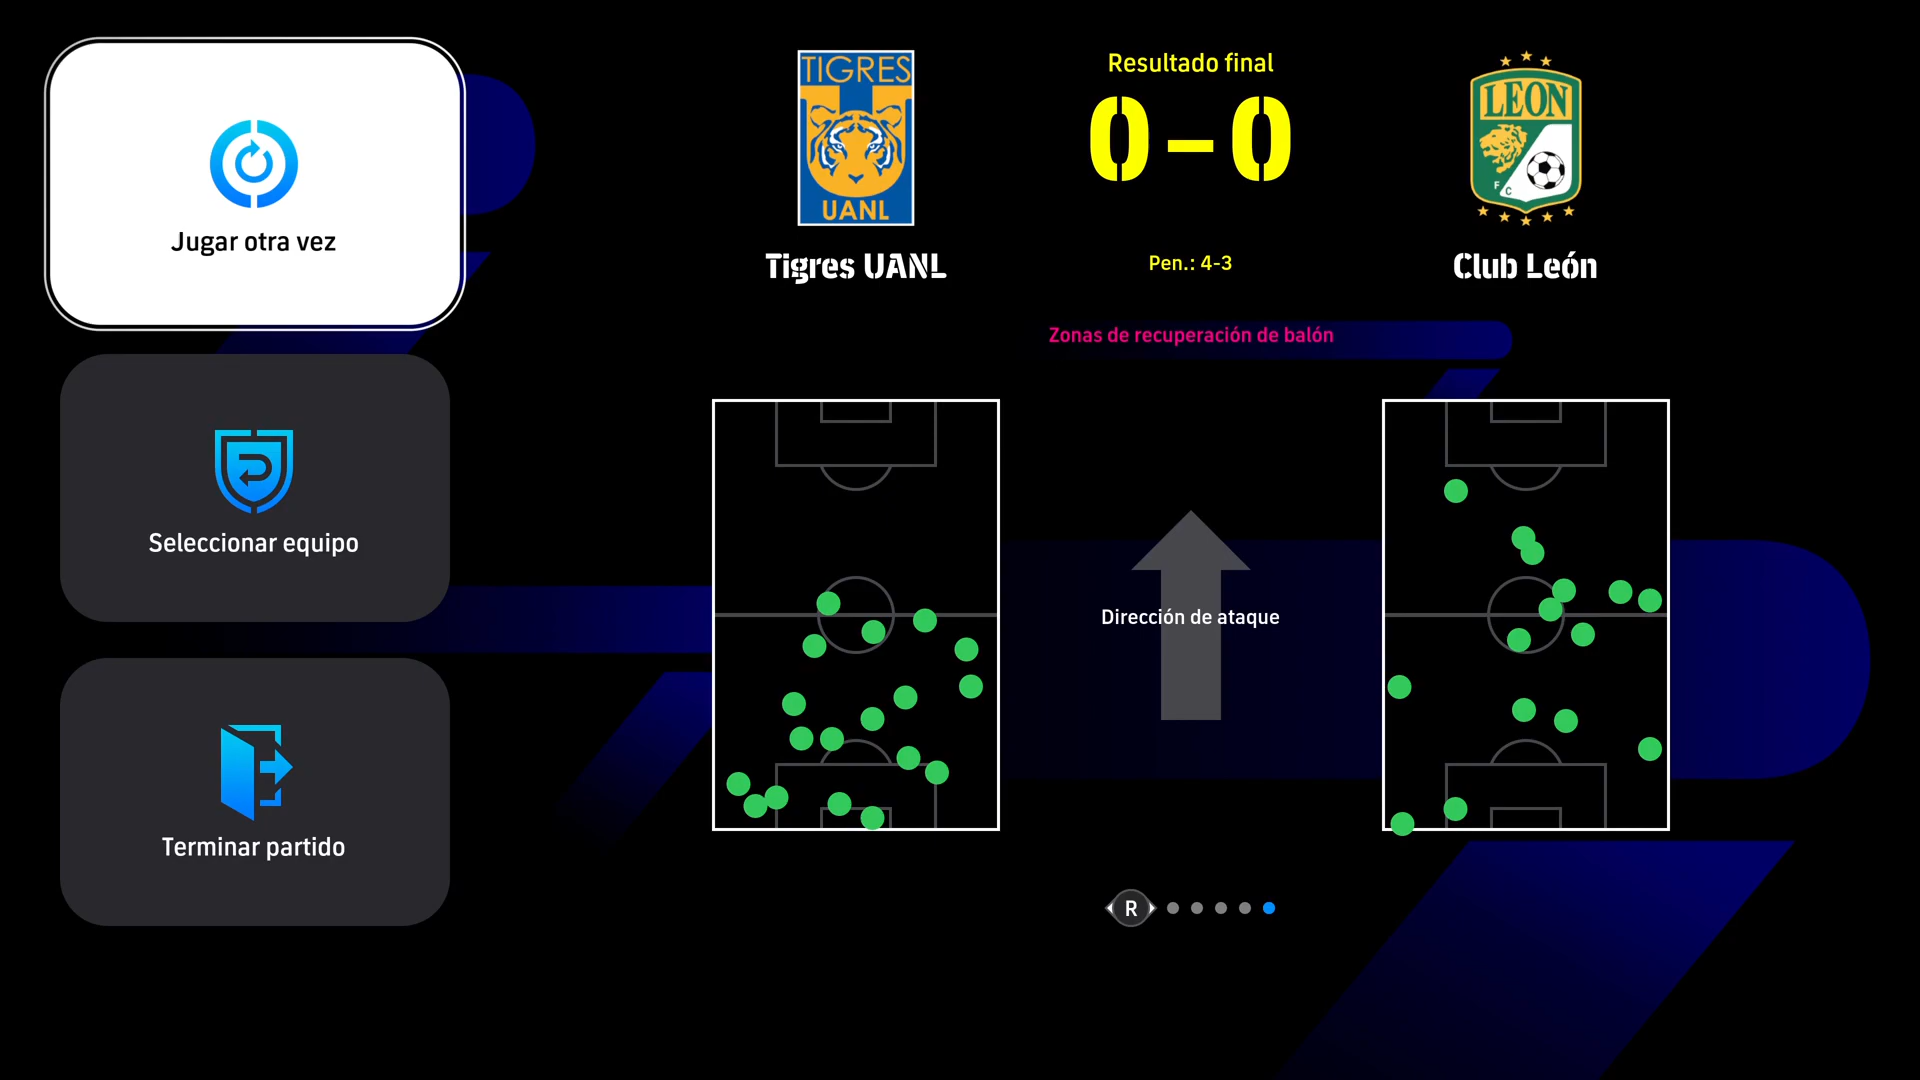 Jugar otra vez
Seleccionar equipo
Terminar partido
TIGRES
UANL
Tigres UANL
Resultado final
0 - 0
Pen.: 4-3
LEON
F C
Club León
Zonas de recuperación de balón
Dirección de ataque
R